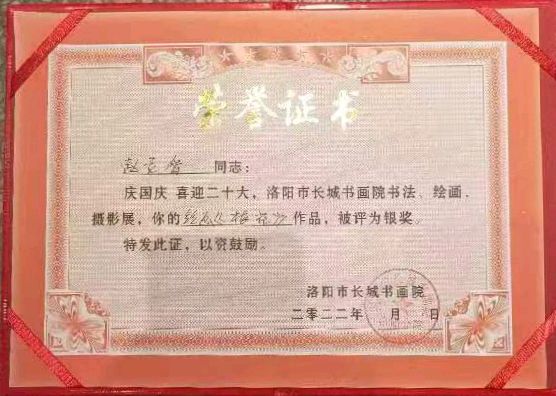 荣誉证书
同志：
庆国庆 喜迎二十大，洛阳市长城书画院书法、绘画、
摄影展，你的 作品，被评为银奖。
特发此证，以资鼓励。
洛阳市长城书画院
二零二二年 月 日